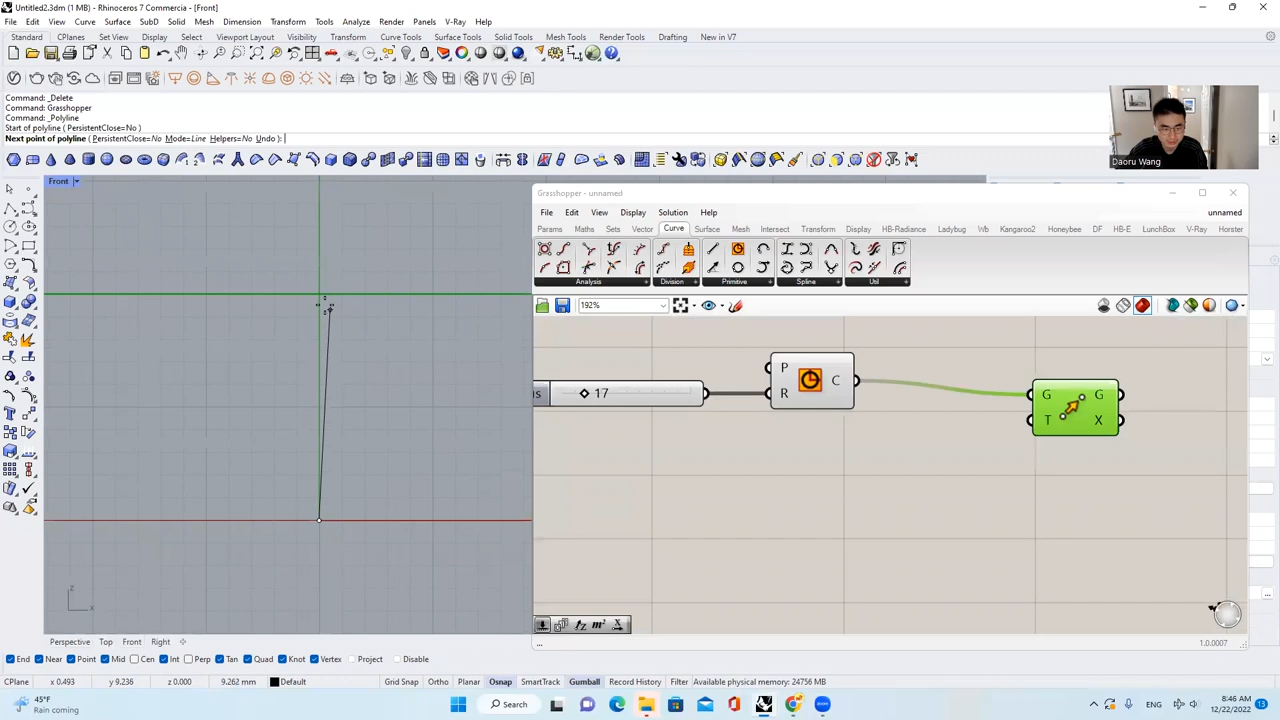 Untitled2.3dm (1 MB) - Rhinoceros 7 Commercia - [Front]
File Edit View Curve Surface SubD Solid Mesh Dimension Transform Tools Analyze Render Panels V-Ray Help
Standard CPlanes Set View Display Select Viewport Layout Visibility Transform Curve Tools Surface Tools Solid Tools Mesh Tools Render Tools Drafting New in V7
Command: _Delete
Command: Grasshopper
Command: _Polyline
Start of polyline ( PersistentClose=No )
Next point of polyline ( PersistentClose=No Mode=Line Helpers=No Undo ):
Daoru Wang
Front
Grasshopper - unnamed
File Edit View Display Solution Help unnamed
Params Maths Sets Vector Curve Surface Mesh Intersect Transform Display HB-Radiance Ladybug Wb Kangaroo2 Honeybee DF HB-E LunchBox V-Ray Horster
Analysis Division Primitive Spline Util
192%
P
R
C
us 17
G G
T X
z
x
1.0.0007
Perspective Top Front Right
End Near Point Mid Cen Int Perp Tan Quad Knot Vertex Project Disable
CPlane x 0.493 y 9.236 z 0.000 9.262 mm Default Grid Snap Ortho Planar Osnap SmartTrack Gumball Record History Filter Available physical memory: 24756 MB
45°F
Rain coming
Search
ENG
8:46 AM
12/22/2022
13